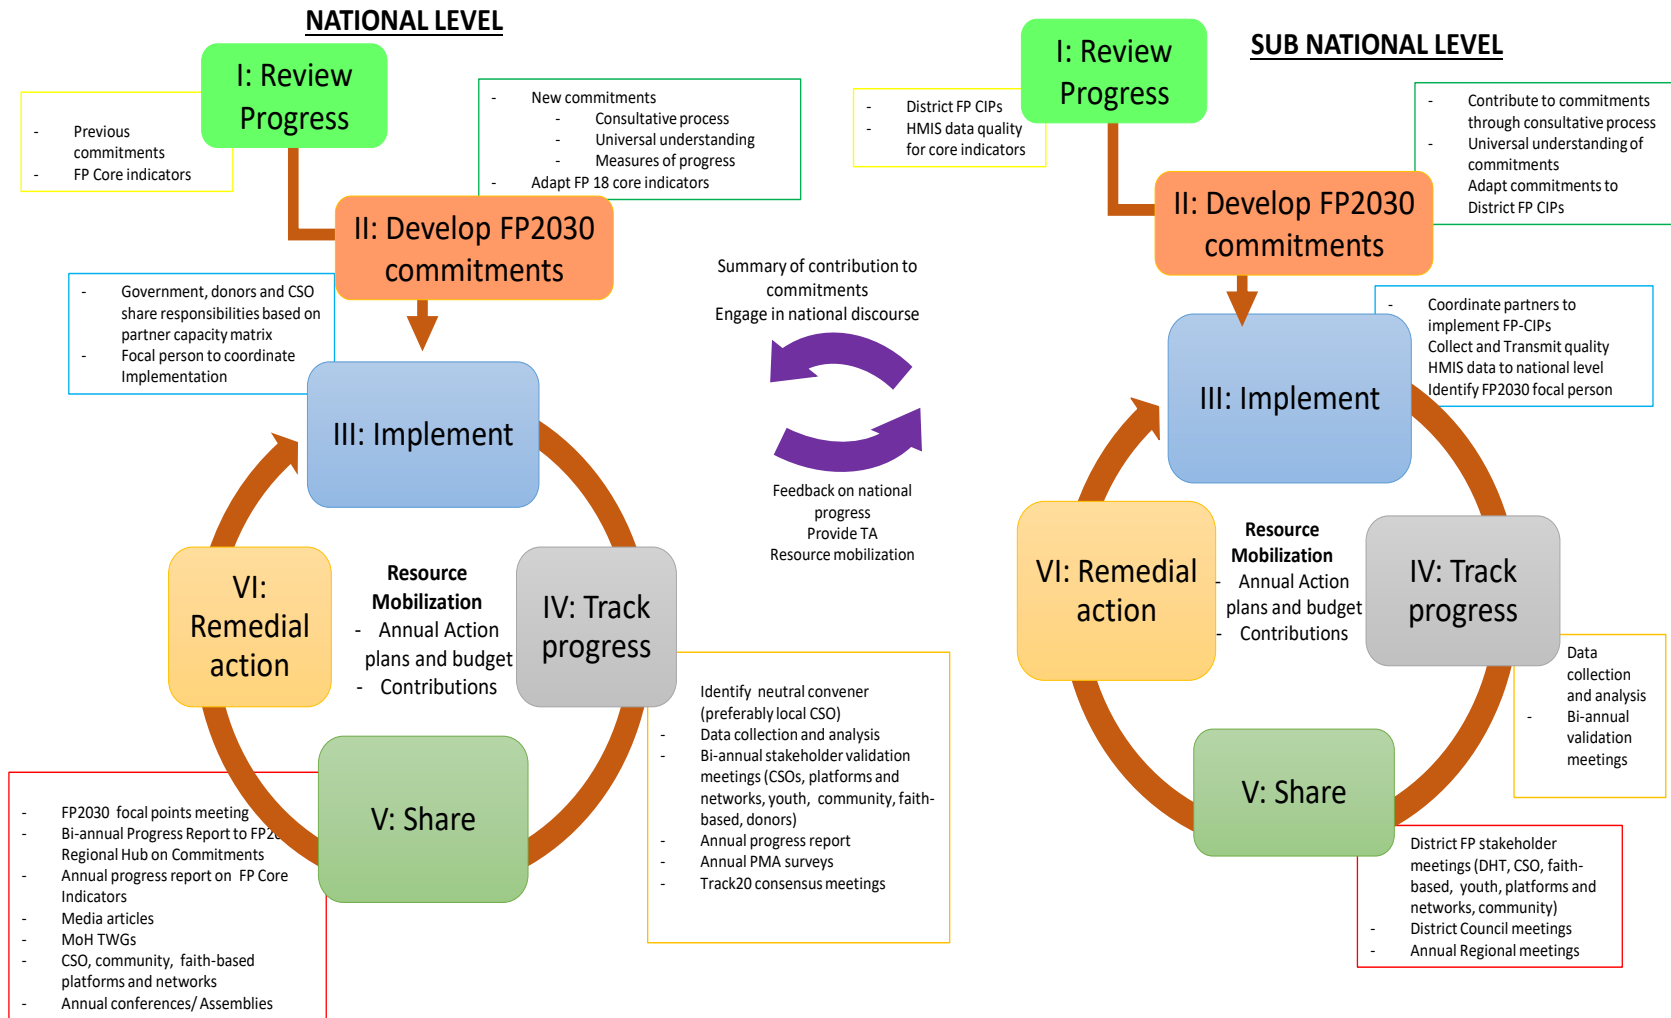 NATIONAL LEVEL
I: Review
Progress
- Previous
commitments
- FP Core indicators
- New commitments
- Consultative process
- Universal understanding
- Measures of progress
- Adapt FP 18 core indicators
II: Develop FP2030
commitments
- Government, donors and CSO
share responsibilities based on
partner capacity matrix
- Focal person to coordinate
Implementation
III: Implement
VI:
Remedial
action
Resource
Mobilization
- Annual Action
plans and budget
- Contributions
IV: Track
progress
Identify neutral convener
(preferably local CSO)
- Data collection and analysis
- Bi-annual stakeholder validation
meetings (CSOs, platforms and
networks, youth, community, faith-
based, donors)
- Annual progress report
- Annual PMA surveys
- Track20 consensus meetings
V: Share
- FP2030 focal points meeting
- Bi-annual Progress Report to
Regional Hub on Commitments
- Annual progress report on FP Core
Indicators
- Media articles
- MoH TWGs
- CSO, community, faith-based
platforms and networks
- Annual conferences/ Assemblies
Summary of contribution to
commitments
Engage in national discourse
Feedback on national
progress
Provide TA
Resource mobilization
SUB NATIONAL LEVEL
I: Review
Progress
- District FP CIPs
- HMIS data quality
for core indicators
- Contribute to commitments
through consultative process
- Universal understanding of
commitments
Adapt commitments to
District FP CIPs
II: Develop FP2030
commitments
- Coordinate partners to
implement FP-CIPs
Collect and Transmit quality
HMIS data to national level
Identify FP2030 focal person
III: Implement
VI: Remedial
action
Resource
Mobilization
- Annual Action
plans and budget
- Contributions
IV: Track
progress
Data
collection
and analysis
- Bi-annual
validation
meetings
V: Share
District FP stakeholder
meetings (DHT, CSO, faith-
based, youth, platforms and
networks, community)
- District Council meetings
- Annual Regional meetings